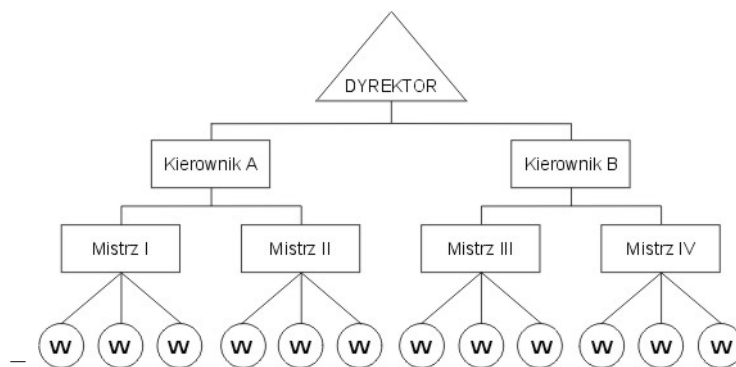 DYREKTOR
Kierownik A Kierownik B
Mistrz I Mistrz II Mistrz III Mistrz IV
W W W W W W W W W W W W